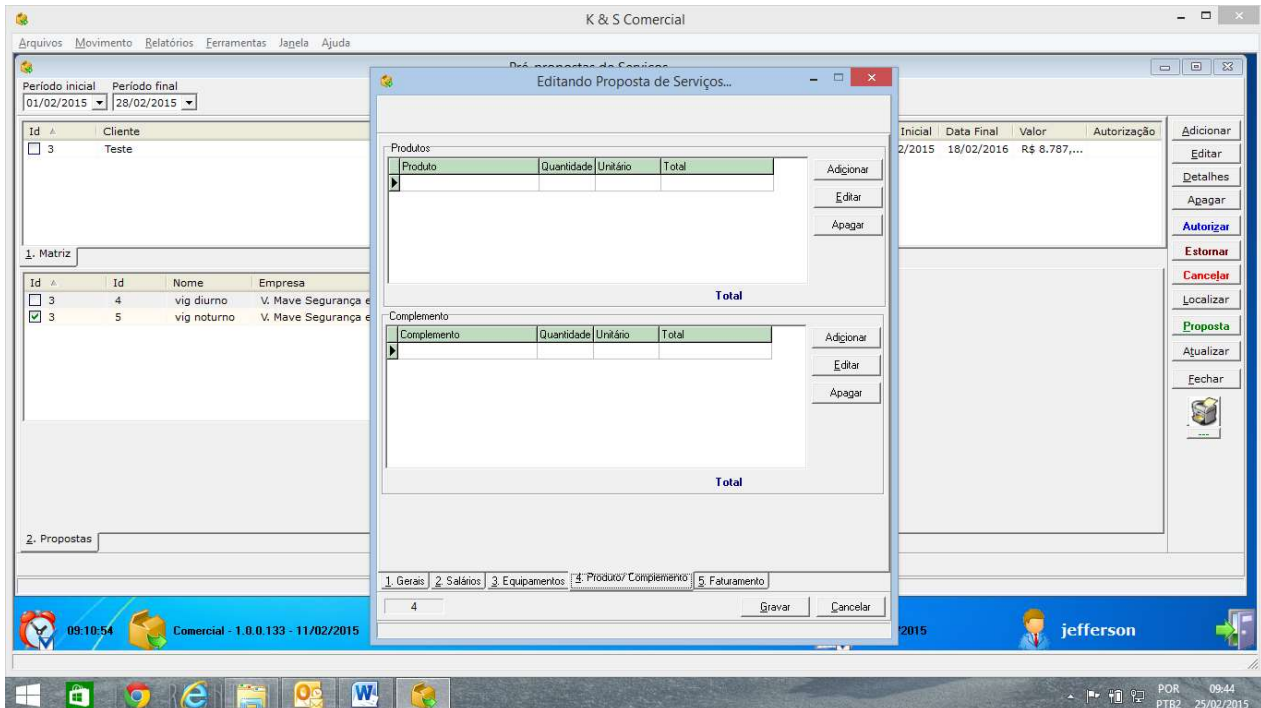 K & S Comercial
Arquivos Movimento Relatórios Ferramentas Janela Ajuda
Pré-propostas de Serviços
Editando Proposta de Serviços...
Período inicial Período final
01/02/2015 28/02/2015
Id Cliente Inicial Data Final Valor Autorização
3 Teste 2/2015 18/02/2016 R$ 8.787,...
1. Matriz
Id Id Nome Empresa
3 4 vig diurno V. Mave Segurança e
3 5 vig noturno V. Mave Segurança e
2. Propostas
Produtos
Produto Quantidade Unitário Total
Adicionar
Editar
Apagar
Total
Complemento
Complemento Quantidade Unitário Total
Adicionar
Editar
Apagar
Total
1. Gerais 2. Salários 3. Equipamentos 4. Produto/ Complemento 5. Faturamento
4 Gravar Cancelar
Adicionar
Editar
Detalhes
Apagar
Autorizar
Estornar
Cancelar
Localizar
Proposta
Atualizar
Fechar
...
09:10:54 Comercial - 1.0.0.133 - 11/02/2015 /2015 jefferson
POR 09:44
PTB2 25/02/2015